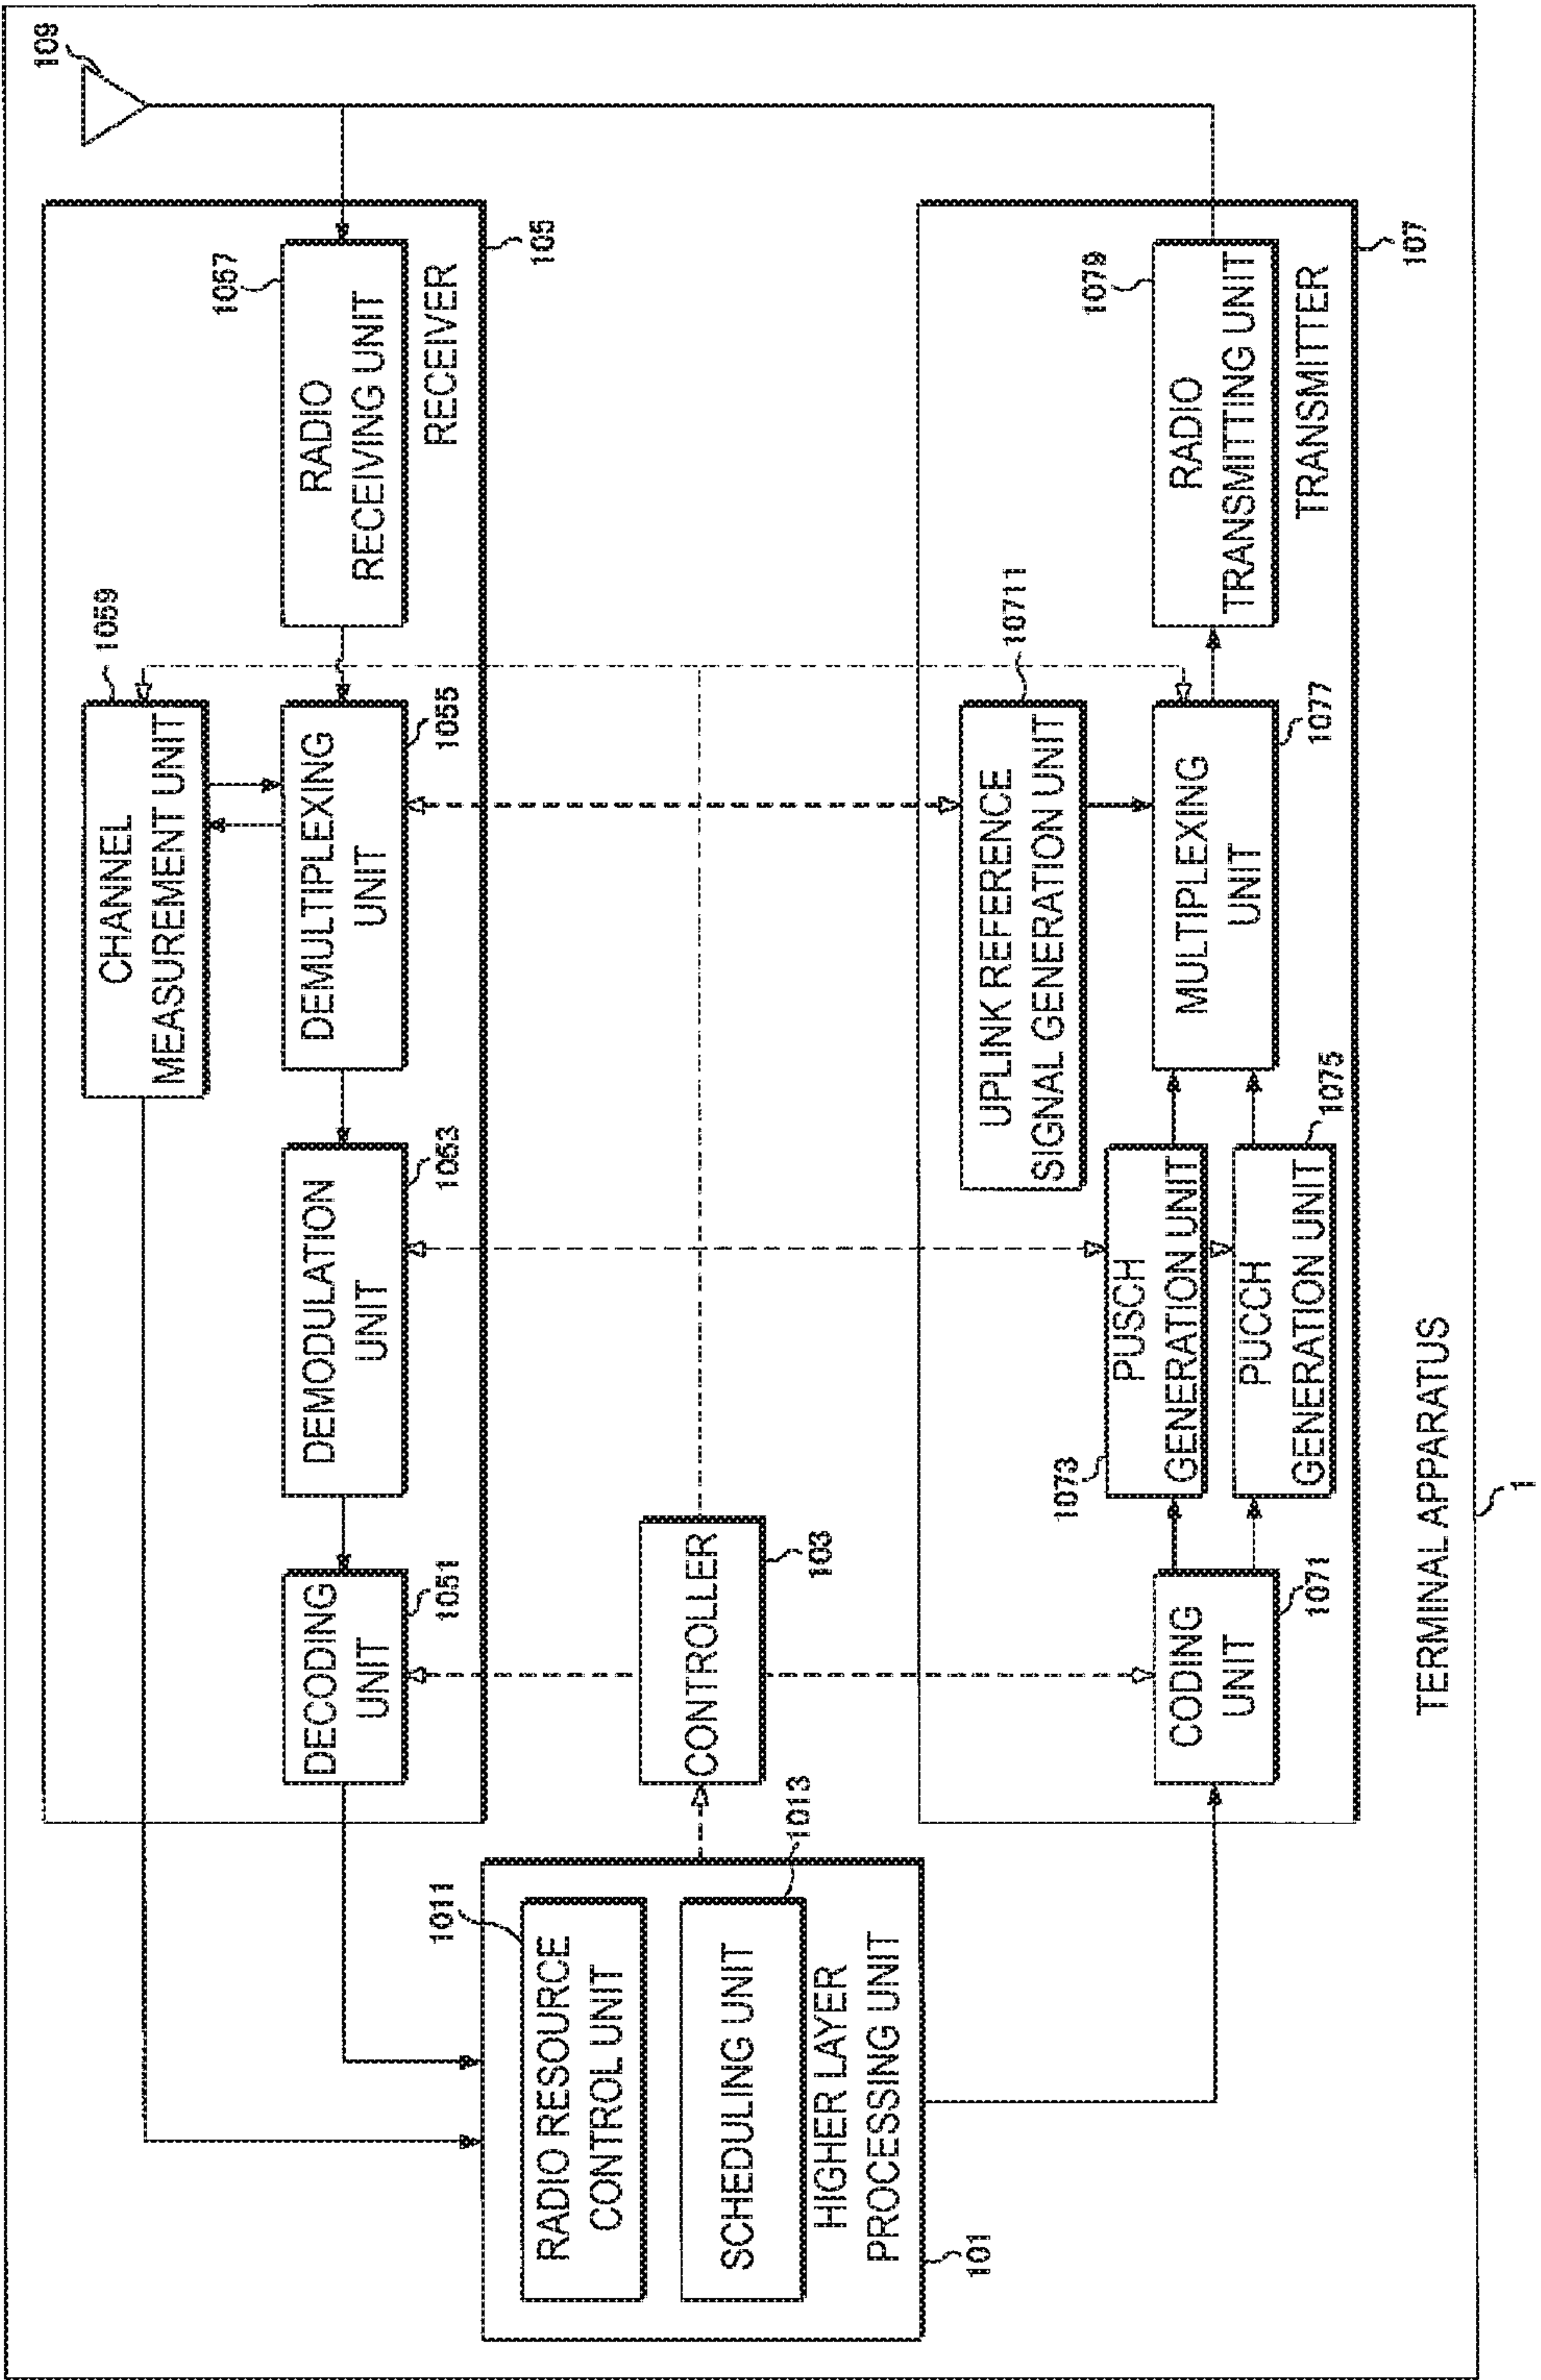 109
1059
CHANNEL
MEASUREMENT UNIT
1057
RADIO
RECEIVING UNIT
DECODING
UNIT
1051
DEMODULATION
UNIT
1053
DEMULTIPLEXING
UNIT
1055
RECEIVER
105
1011
RADIO RESOURCE
CONTROL UNIT
1013
SCHEDULING UNIT
HIGHER LAYER
PROCESSING UNIT
101
CONTROLLER
103
10711
UPLINK REFERENCE
SIGNAL GENERATION UNIT
1073
PUSCH
GENERATION UNIT
1079
RADIO
TRANSMITTING UNIT
CODING
UNIT
1071
PUCCH
GENERATION UNIT
1075
MULTIPLEXING
UNIT
1077
TRANSMITTER
107
TERMINAL APPARATUS
1